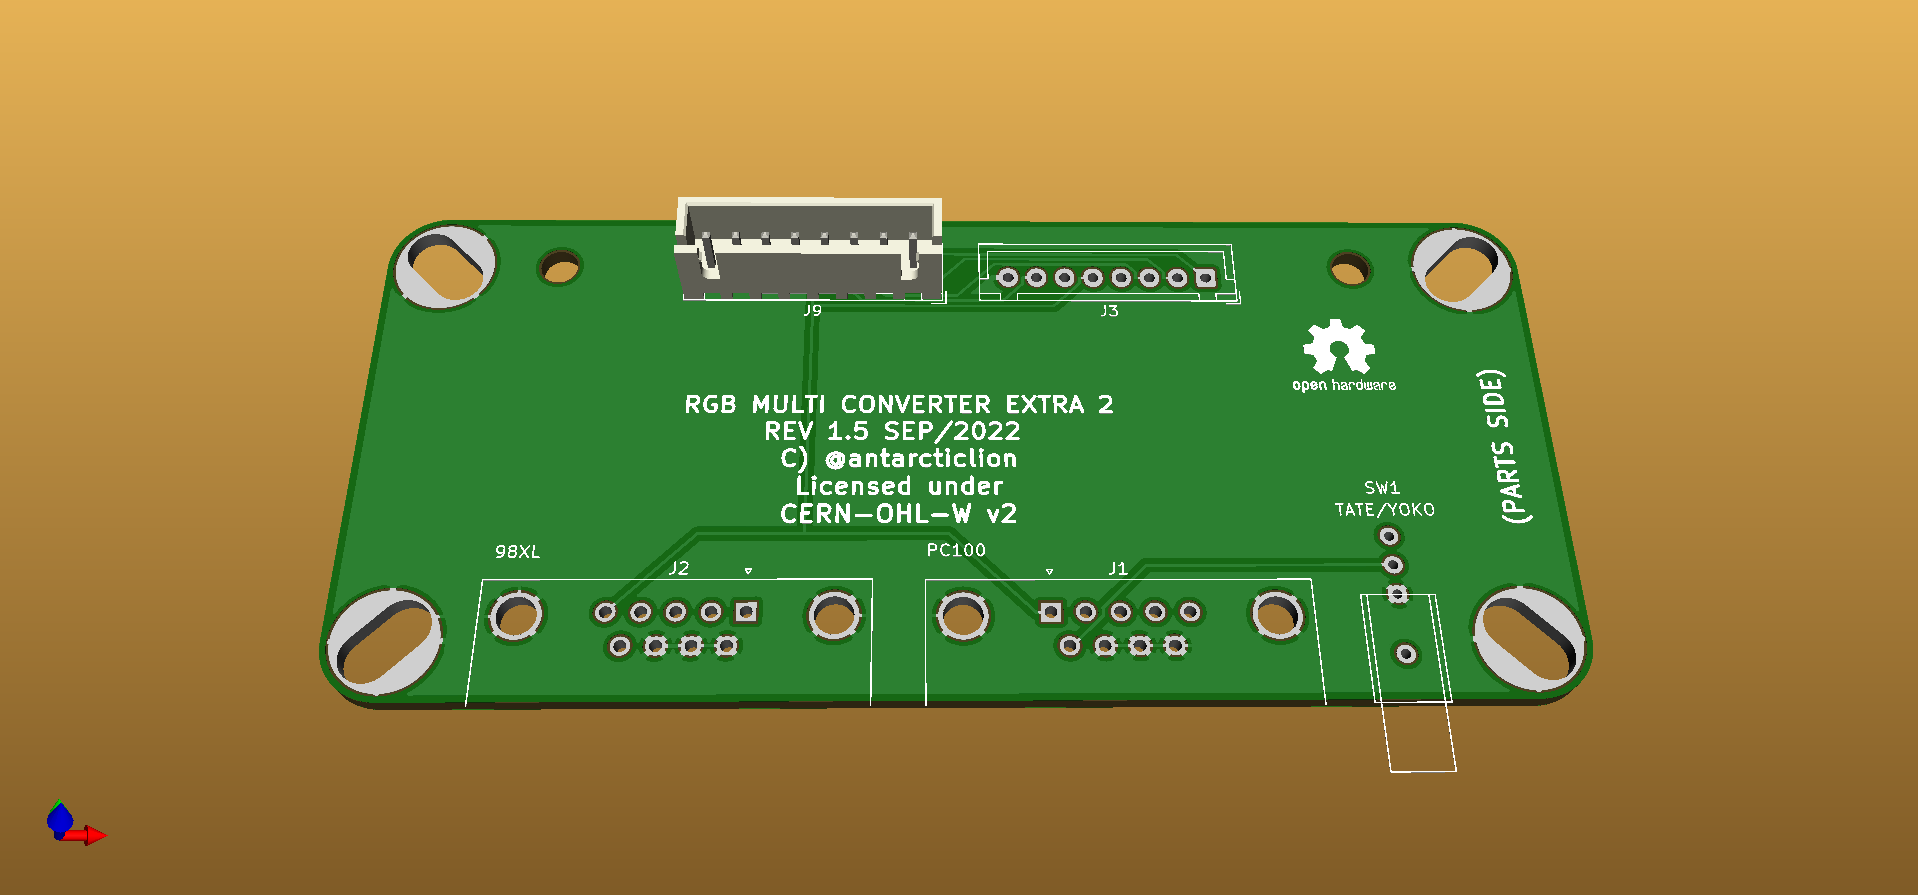 J9
J3
open hardware
RGB MULTI CONVERTER EXTRA 2
REV 1.5 SEP/2022
C) @antarcticlion
Licensed under
CERN-OHL-W v2
(PARTS SIDE)
SW1
TATE/YOKO
98XL
J2
PC100
J1